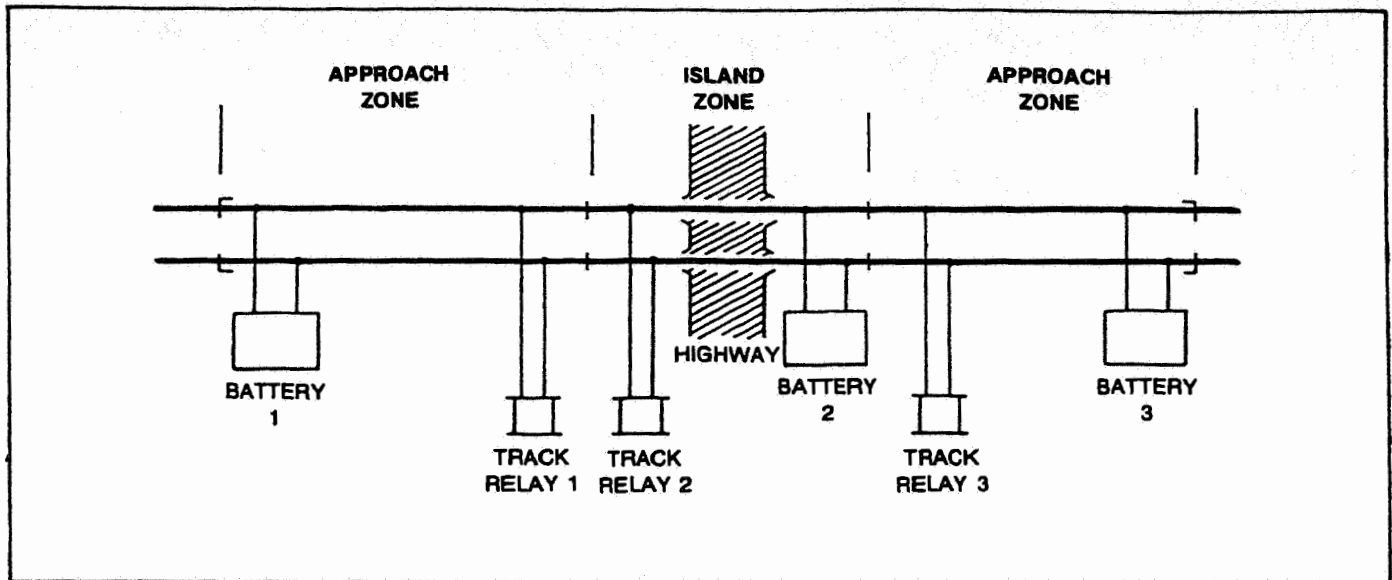 APPROACH
ZONE
ISLAND
ZONE
APPROACH
ZONE
HIGHWAY
BATTERY
1
BATTERY
2
BATTERY
3
TRACK
RELAY 1
TRACK
RELAY 2
TRACK
RELAY 3